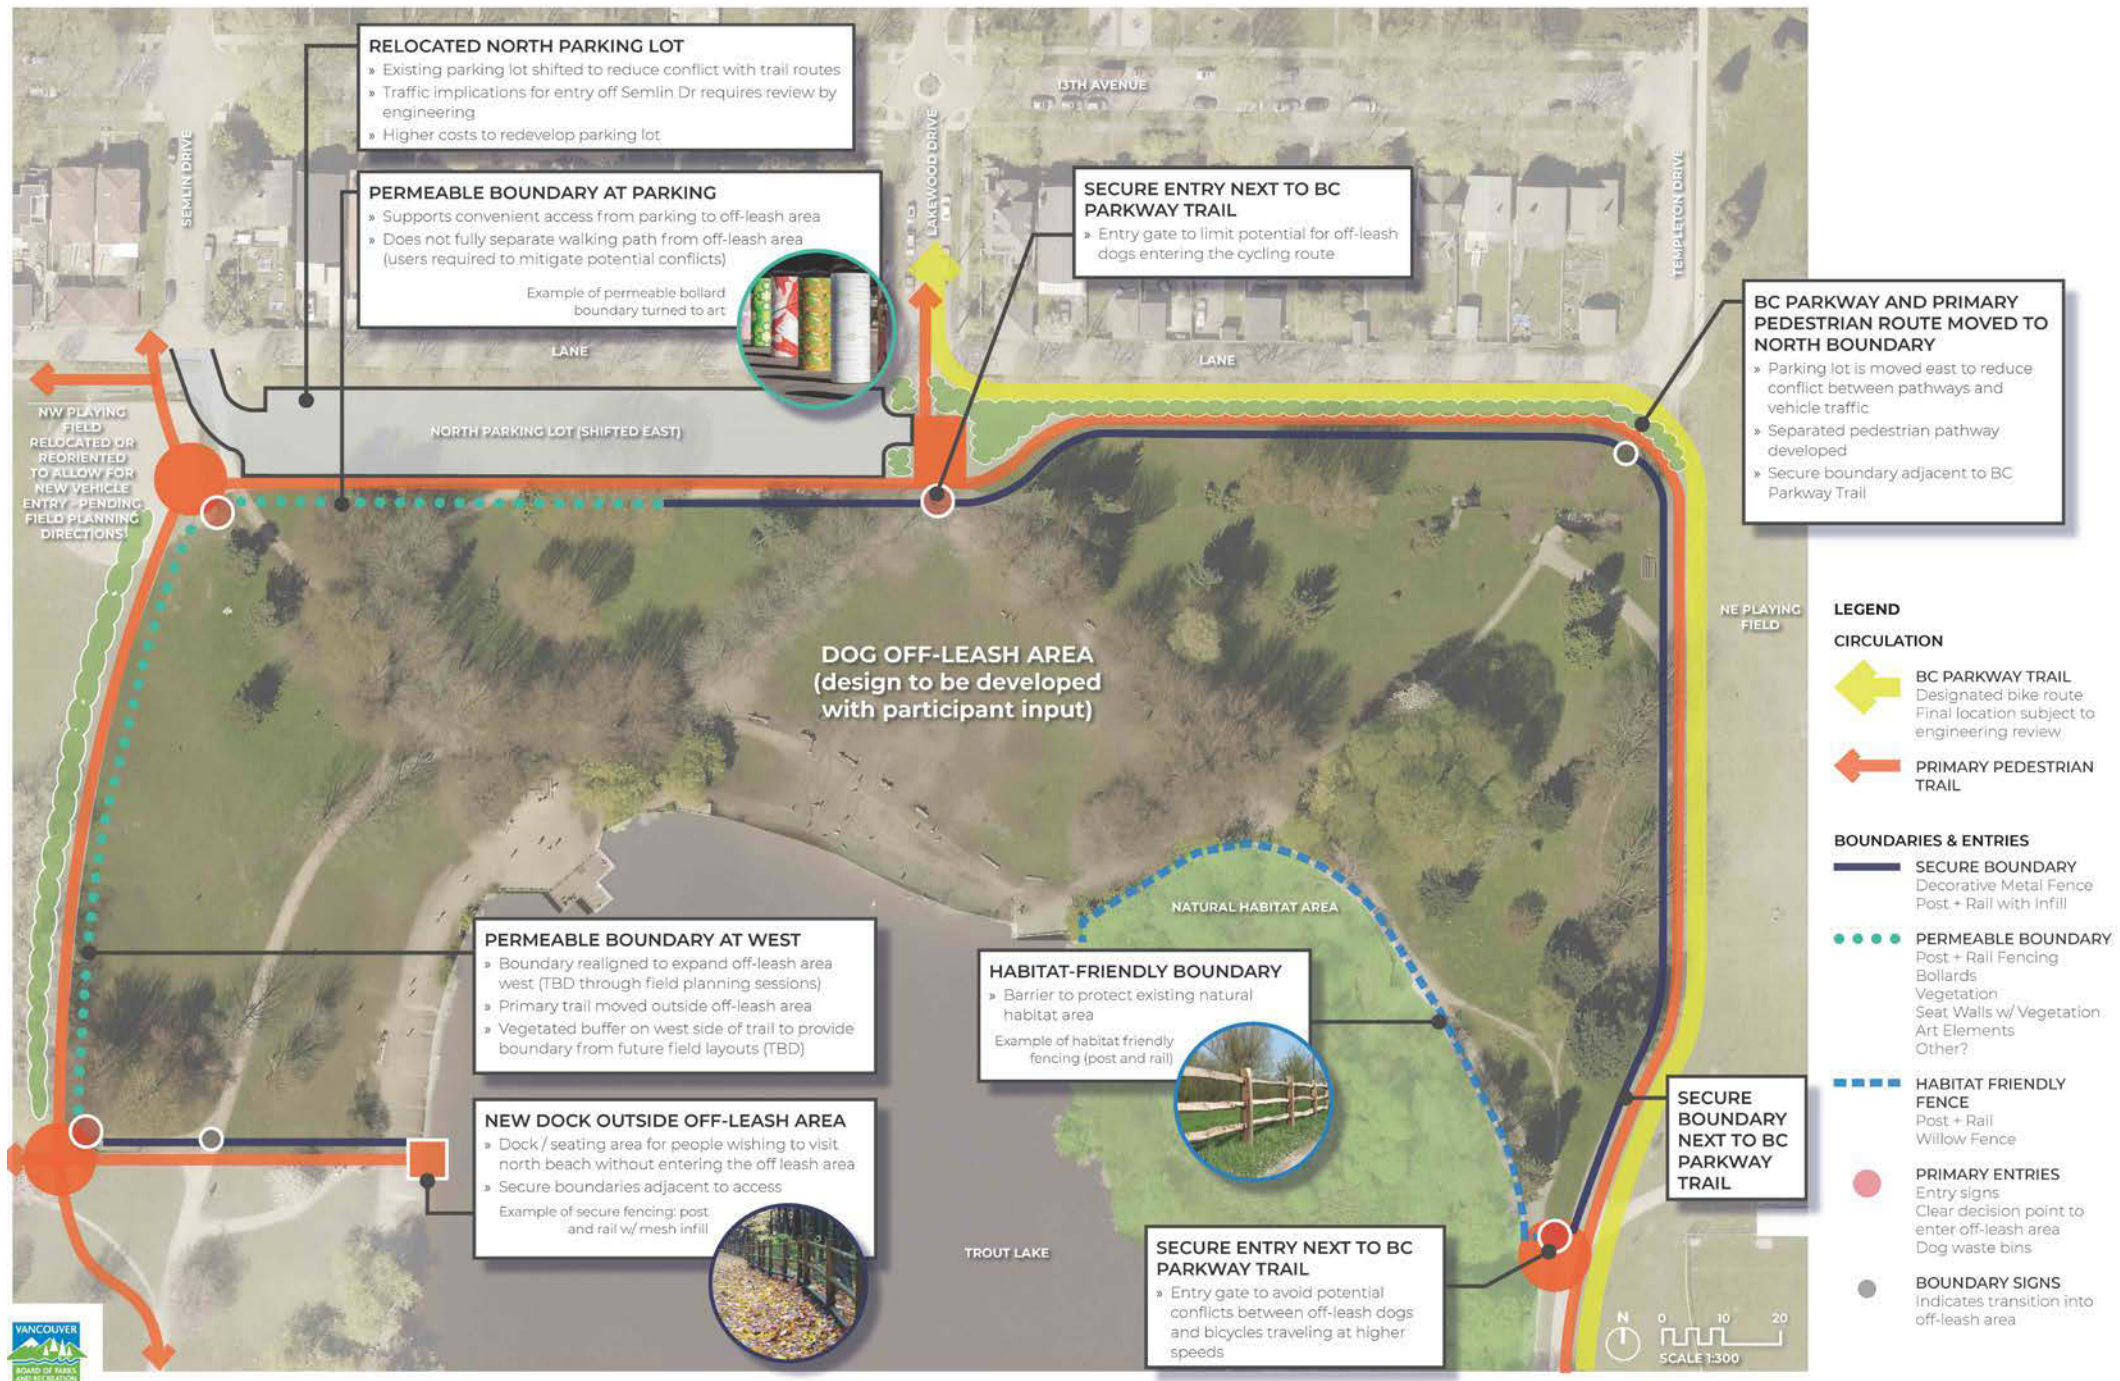 RELOCATED NORTH PARKING LOT
» Existing parking lot shifted to reduce conflict with trail routes
» Traffic implications for entry off Semlin Dr requires review by
engineering
» Higher costs to redevelop parking lot
PERMEABLE BOUNDARY AT PARKING
» Supports convenient access from parking to off-leash area
» Does not fully separate walking path from off-leash area
(users required to mitigate potential conflicts)
Example of permeable bollard
boundary turned to art
SEMLIN DRIVE
LAKEWOOD DRIVE
13TH AVENUE
TEMPLETON DRIVE
SECURE ENTRY NEXT TO BC
PARKWAY TRAIL
» Entry gate to limit potential for off-leash
dogs entering the cycling route
BC PARKWAY AND PRIMARY
PEDESTRIAN ROUTE MOVED TO
NORTH BOUNDARY
» Parking lot is moved east to reduce
conflict between pathways and
vehicle traffic
» Separated pedestrian pathway
developed
» Secure boundary adjacent to BC
Parkway Trail
LANE
LANE
NW PLAYING
FIELD
RELOCATED OR
REORIENTED
TO ALLOW FOR
NEW VEHICLE
ENTRY - PENDING
FIELD PLANNING
DIRECTIONS
NORTH PARKING LOT (SHIFTED EAST)
DOG OFF-LEASH AREA
(design to be developed
with participant input)
NE PLAYING
FIELD
NATURAL HABITAT AREA
PERMEABLE BOUNDARY AT WEST
» Boundary realigned to expand off-leash area
west (TBD through field planning sessions)
» Primary trail moved outside off-leash area
» Vegetated buffer on west side of trail to provide
boundary from future field layouts (TBD)
HABITAT-FRIENDLY BOUNDARY
» Barrier to protect existing natural
habitat area
Example of habitat friendly
fencing (post and rail)
NEW DOCK OUTSIDE OFF-LEASH AREA
» Dock / seating area for people wishing to visit
north beach without entering the off leash area
» Secure boundaries adjacent to access
Example of secure fencing: post
and rail w/ mesh infill
SECURE
BOUNDARY
NEXT TO BC
PARKWAY
TRAIL
TROUT LAKE
SECURE ENTRY NEXT TO BC
PARKWAY TRAIL
» Entry gate to avoid potential
conflicts between off-leash dogs
and bicycles traveling at higher
speeds
N
0 10 20
SCALE 1:300
LEGEND
CIRCULATION
BC PARKWAY TRAIL
Designated bike route
Final location subject to
engineering review
PRIMARY PEDESTRIAN
TRAIL
BOUNDARIES & ENTRIES
SECURE BOUNDARY
Decorative Metal Fence
Post + Rail with Infill
PERMEABLE BOUNDARY
Post + Rail Fencing
Bollards
Vegetation
Seat Walls w/ Vegetation
Art Elements
Other?
HABITAT FRIENDLY
FENCE
Post + Rail
Willow Fence
PRIMARY ENTRIES
Entry signs
Clear decision point to
enter off-leash area
Dog waste bins
BOUNDARY SIGNS
Indicates transition into
off-leash area
VANCOUVER
BOARD OF PARKS
AND RECREATION